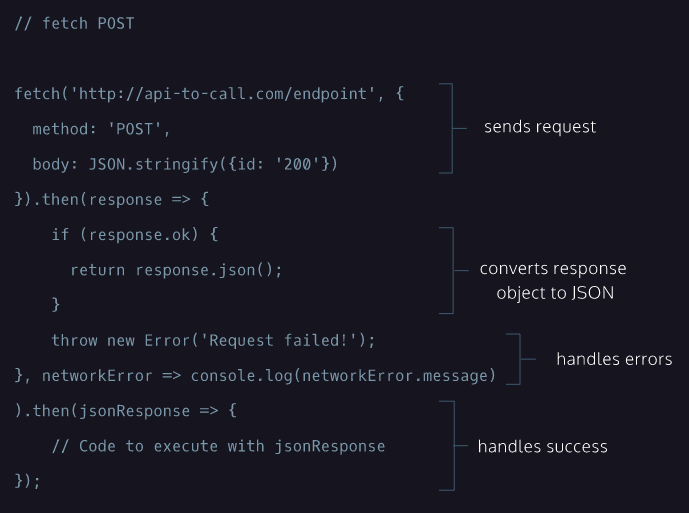 // fetch POST
fetch('http://api-to-call.com/endpoint', {
method: 'POST',
body: JSON.stringify({id: '200'})
sends request
}).then(response => {
if (response.ok) {
return response.json();
}
converts response
object to JSON
throw new Error('Request failed!');
}, networkError => console.log(networkError.message)
handles errors
).then(jsonResponse => {
// Code to execute with jsonResponse
});
handles success